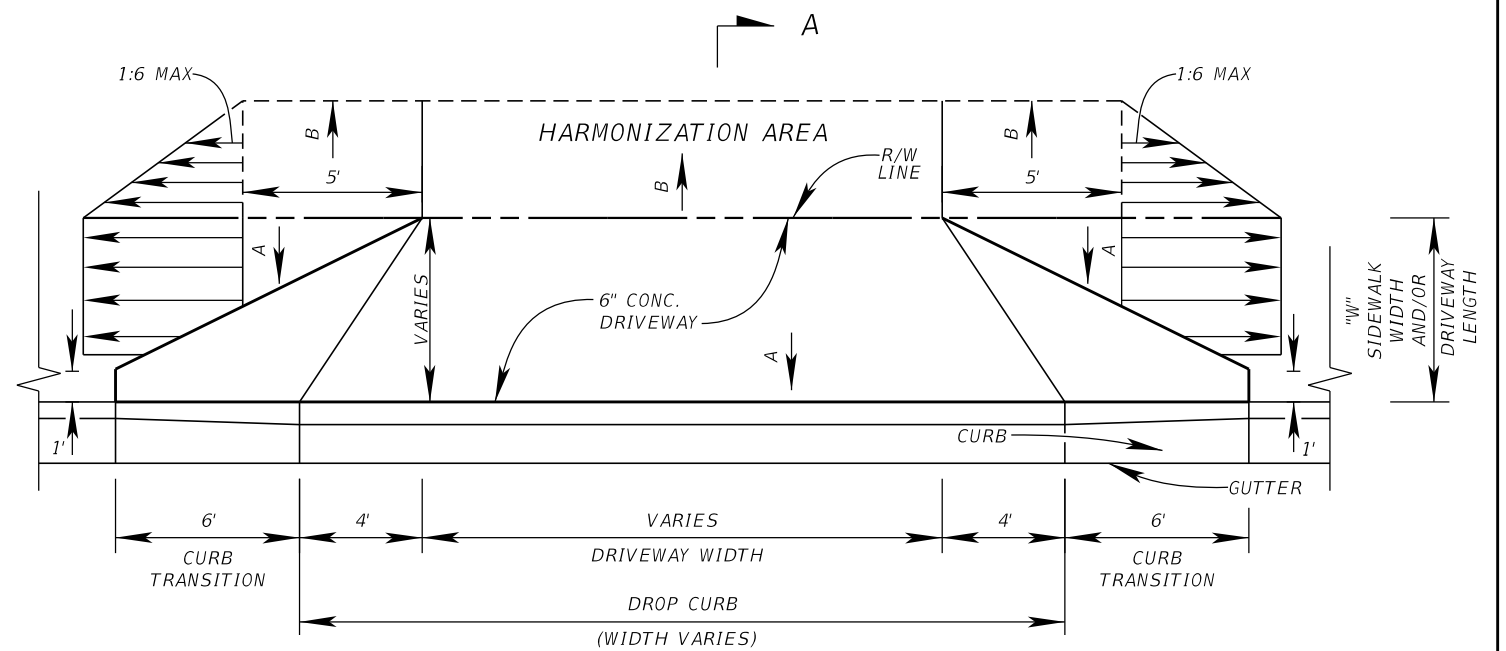 A
1:6 MAX
1:6 MAX
B
HARMONIZATION AREA
B
R/W
LINE
5'
B
5'
A
A
VARIES
6" CONC.
DRIVEWAY
A
"W"
SIDEWALK
WIDTH
AND/OR
DRIVEWAY
LENGTH
1'
CURB
1'
GUTTER
6'
4'
VARIES
4'
6'
CURB
TRANSITION
DRIVEWAY WIDTH
CURB
TRANSITION
DROP CURB
(WIDTH VARIES)